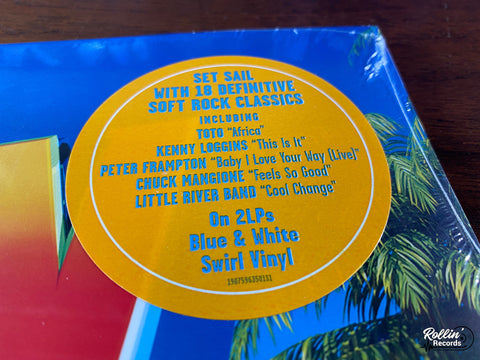 SET SAIL
WITH 18 DEFINITIVE
SOFT ROCK CLASSICS
INCLUDING
TOTO "Africa"
KENNY LOGGINS "This Is It"
PETER FRAMPTON "Baby I Love Your Way (Live)"
CHUCK MANGIONE "Feels So Good"
LITTLE RIVER BAND "Cool Change"
On 2LPs
Blue & White
Swirl Vinyl
19075963501S1
Rollin'
Records